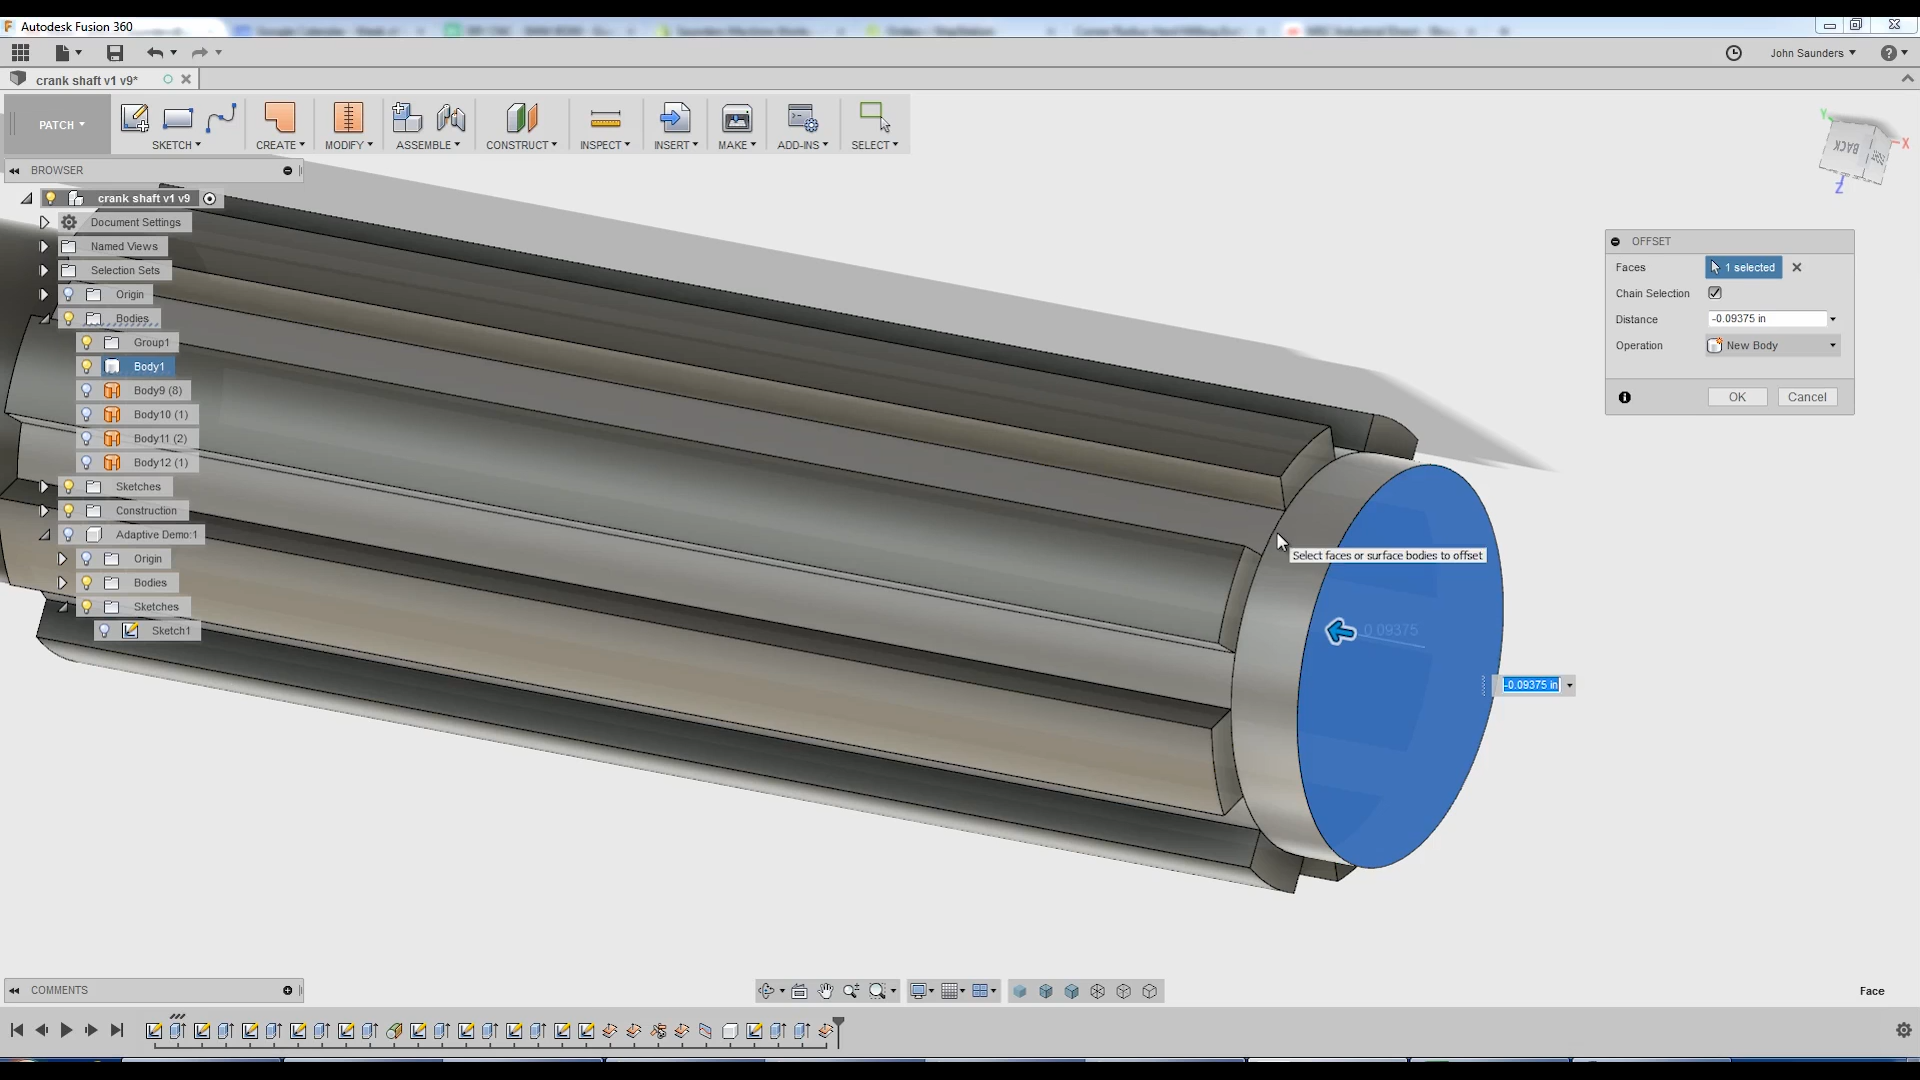 Autodesk Fusion 360
John Saunders
crank shaft v1 v9*
PATCH
SKETCH
CREATE
MODIFY
ASSEMBLE
CONSTRUCT
INSPECT
INSERT
MAKE
ADD-INS
SELECT
BROWSER
crank shaft v1 v9
Document Settings
Named Views
Selection Sets
Origin
Bodies
Group1
Body1
Body9 (8)
Body10 (1)
Body11 (2)
Body12 (1)
Sketches
Construction
Adaptive Demo:1
Origin
Bodies
Sketches
Sketch1
Y
X
Z
BACK
OFFSET
Faces
1 selected
Chain Selection
Distance
-0.09375 in
Operation
New Body
OK
Cancel
Select faces or surface bodies to offset
0.09375
-0.09375 in
COMMENTS
Face